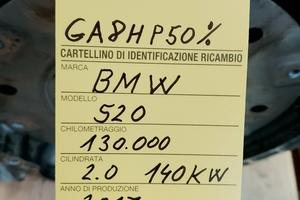 GA8HP50%
CARTELLINO DI IDENTIFICAZIONE RICAMBIO
MARCA
BMW
MODELLO
520
CHILOMETRAGGIO
130.000
CILINDRATA
2.0 140KW
ANNO DI PRODUZIONE